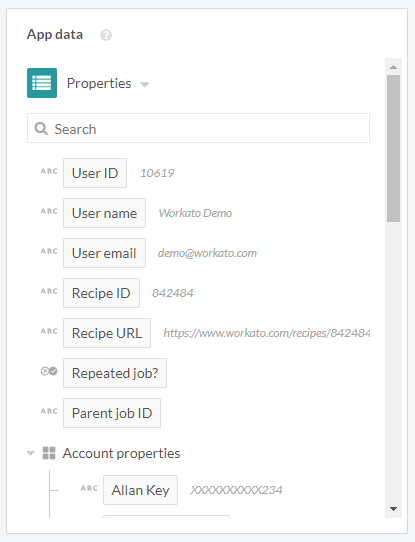 App data ?
Properties
Search
ABC User ID 10619
ABC User name Workato Demo
ABC User email demo@workato.com
ABC Recipe ID 842484
ABC Recipe URL https://www.workato.com/recipes/842484
Repeated job?
ABC Parent job ID
Account properties
ABC Allan Key XXXXXXXXXX234